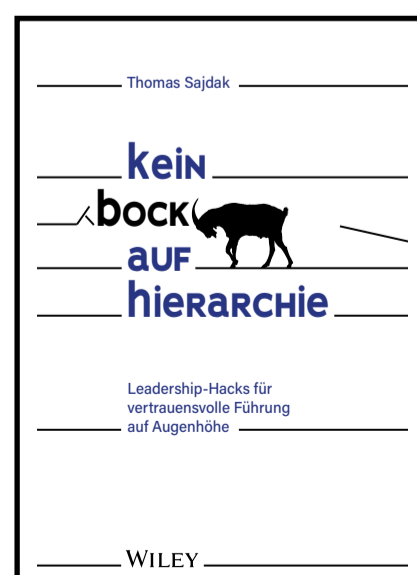 Thomas Sajdak
kein
bock
auf
hierarchie
Leadership-Hacks für
vertrauensvolle Führung
auf Augenhöhe
WILEY